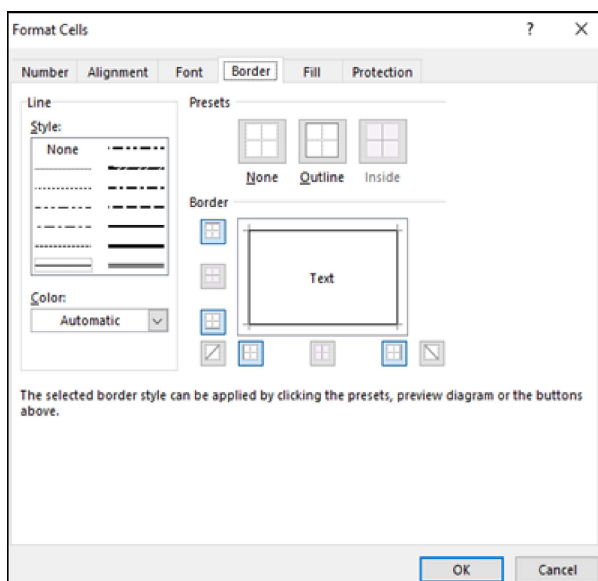 Format Cells
?
Number Alignment Font Border Fill Protection
Line
Style:
None
Color:
Automatic
Presets
None Outline Inside
Border
Text
The selected border style can be applied by clicking the presets, preview diagram or the buttons
above.
OK Cancel